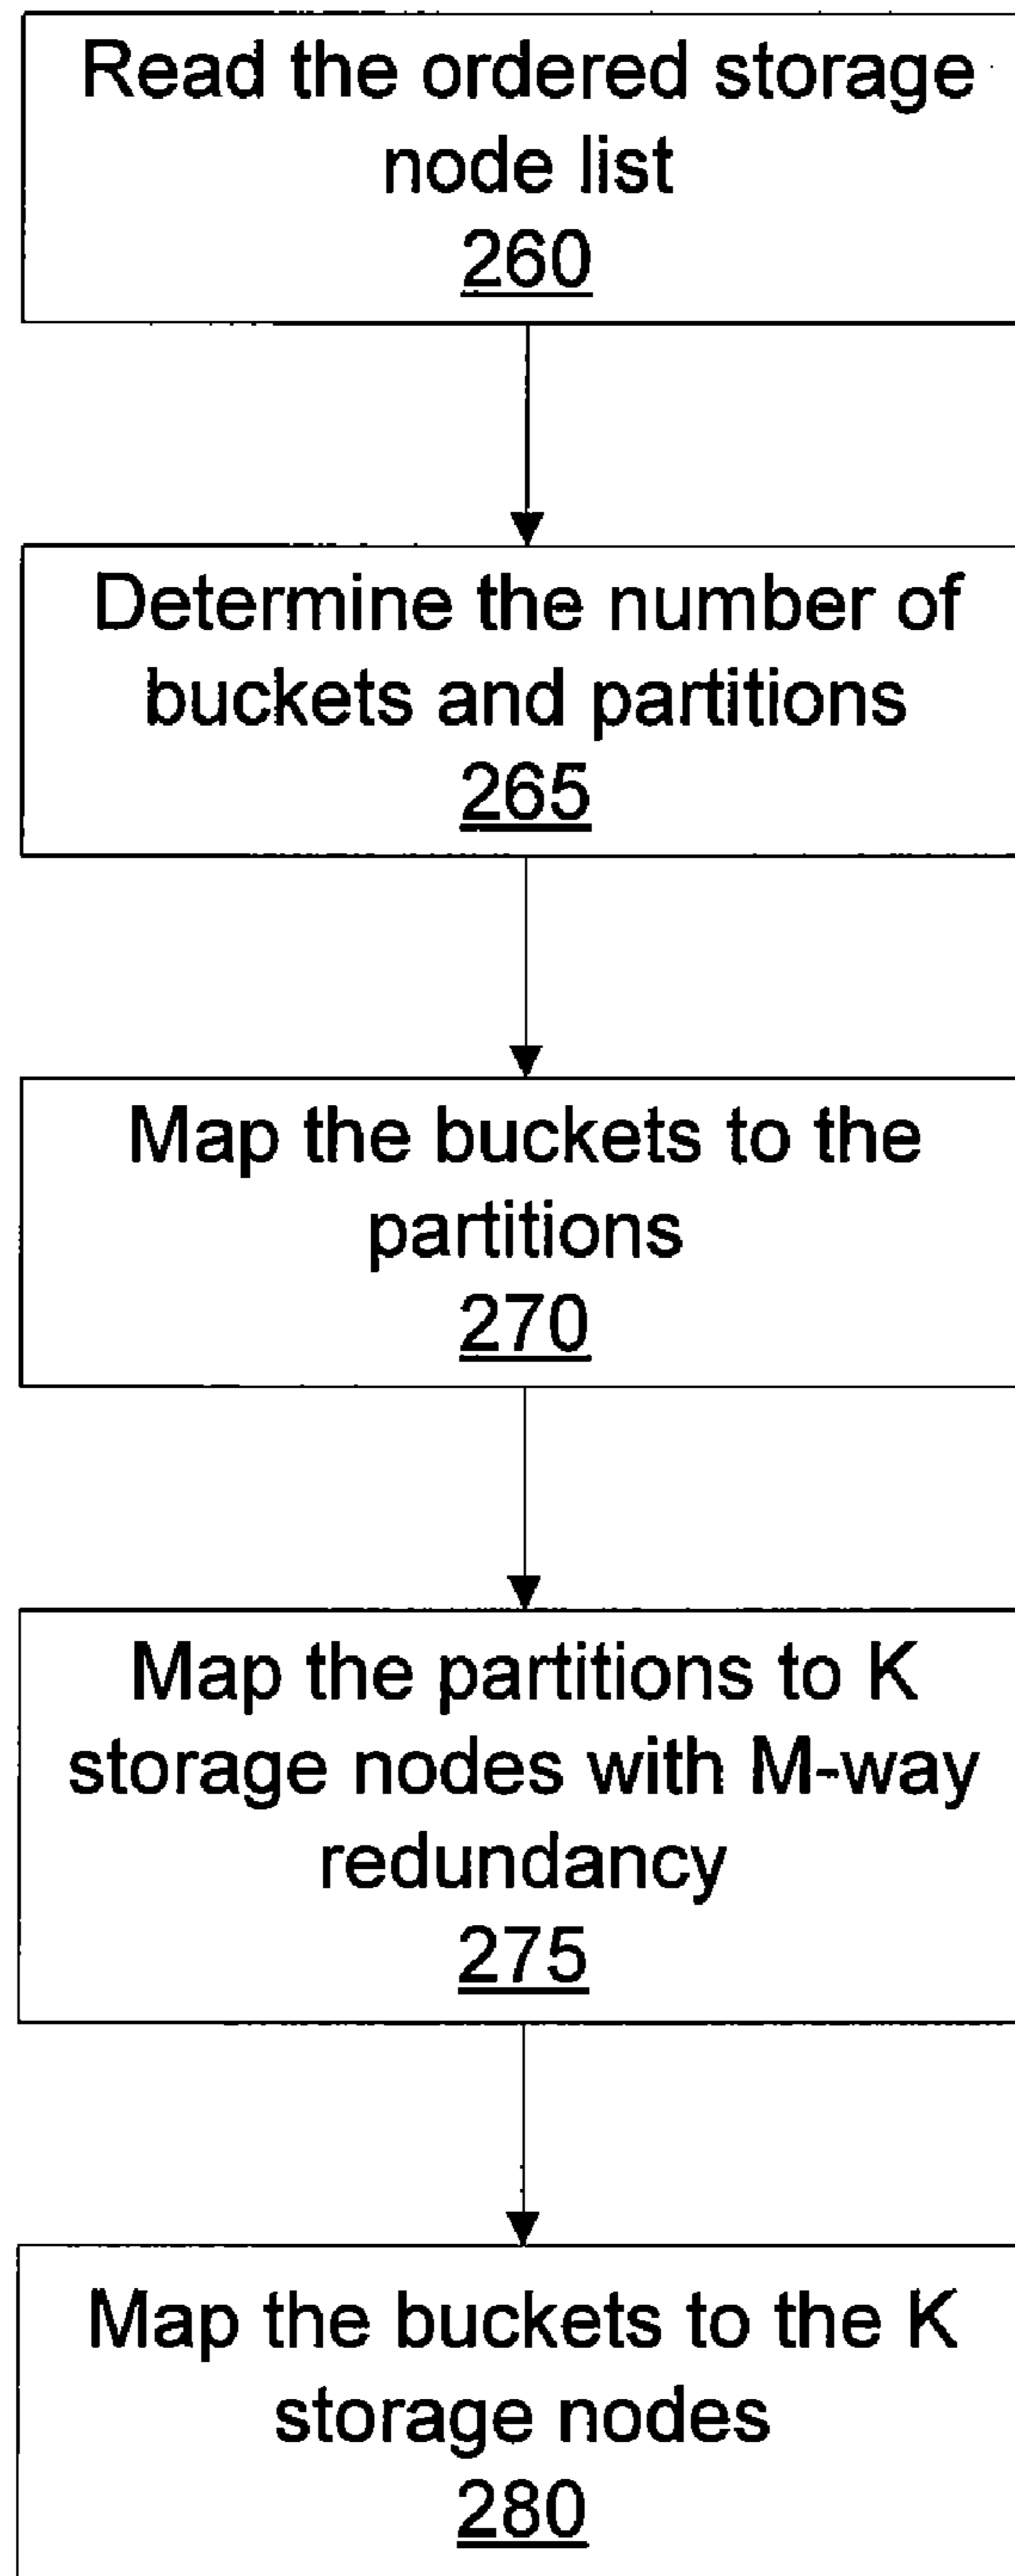 Read the ordered storage
node list
260
Determine the number of
buckets and partitions
265
Map the buckets to the
partitions
270
Map the partitions to K
storage nodes with M-way
redundancy
275
Map the buckets to the K
storage nodes
280